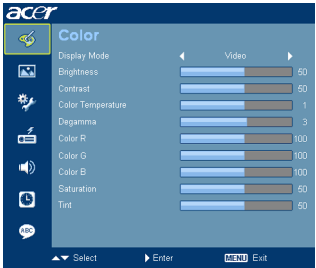 acer
Color
Display Mode Video
Brightness 50
Contrast 50
Color Temperature 1
Degamma 3
Color R 100
Color G 100
Color B 100
Saturation 50
Tint 50
ABC
Select Enter MENU Exit